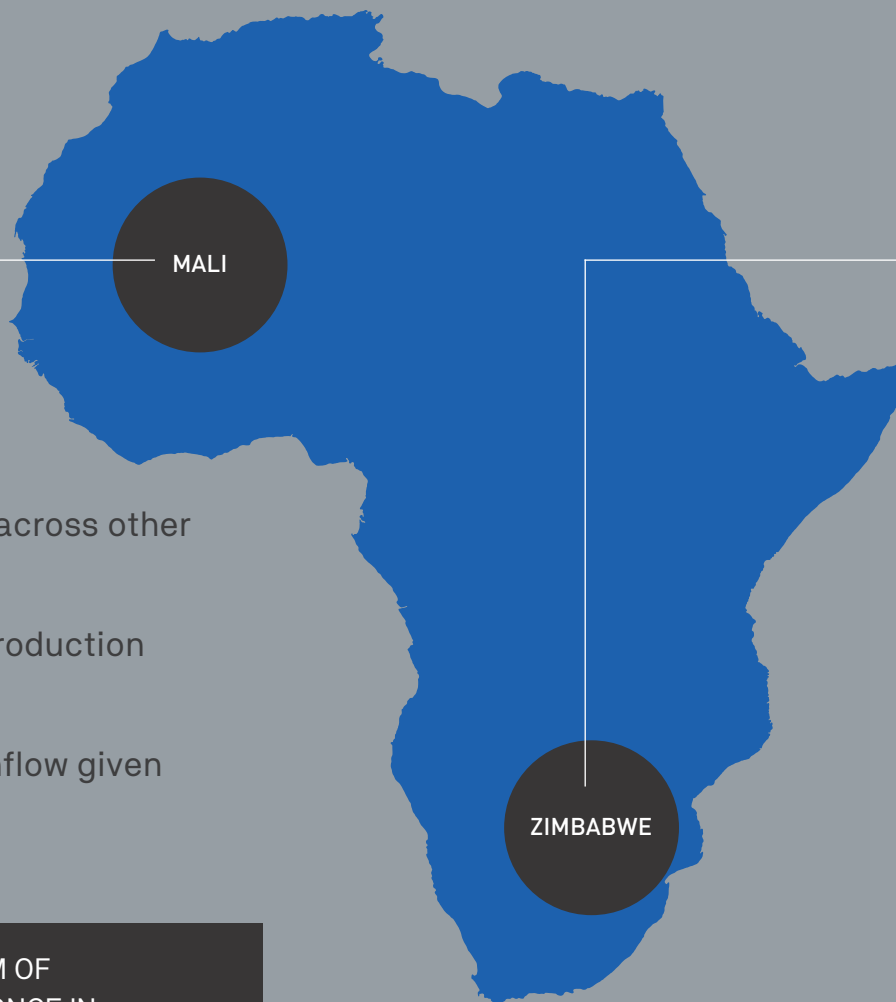 MALI
across other
roduction
nflow given
ZIMBABWE
M OF